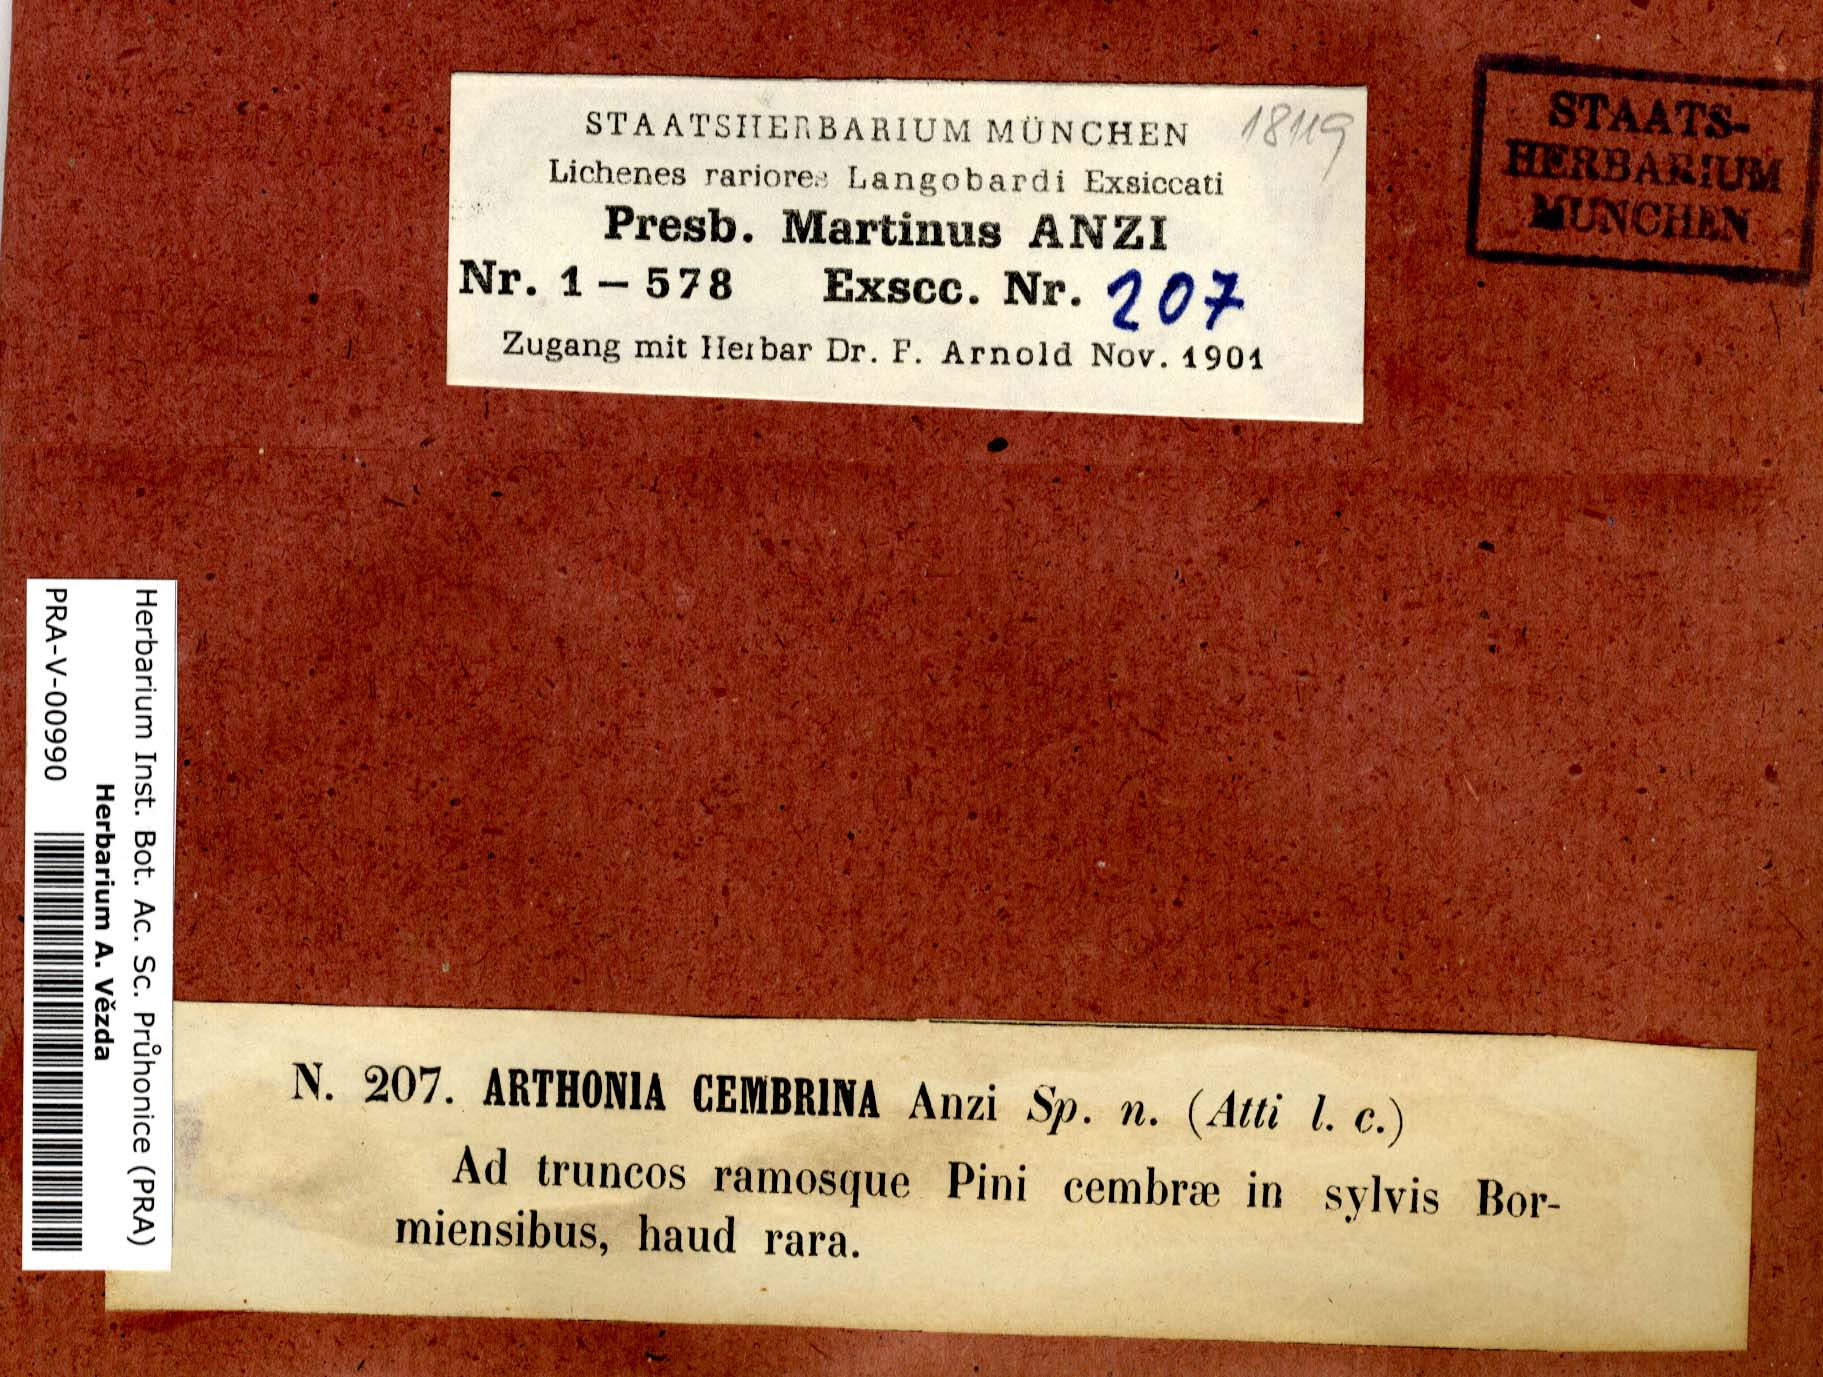 STAATSHERBARIUM MÜNCHEN
18119
Lichenes rariores Langobardi Exsiccati
Presb. Martinus ANZI
Nr. 1 – 578 Exscc. Nr. 207
Zugang mit Herbar Dr. F. Arnold Nov. 1901
STAATS-
HERBARIUM
MÜNCHEN
Herbarium Inst. Bot. Ac. Sc. Průhonice (PRA)
Herbarium A. Vězda
PRA-V-00990
N. 207. ARTHONIA CEMBRINA Anzi Sp. n. (Atti l. c.)
Ad truncos ramosque Pini cembræ in sylvis Bor-
miensibus, haud rara.